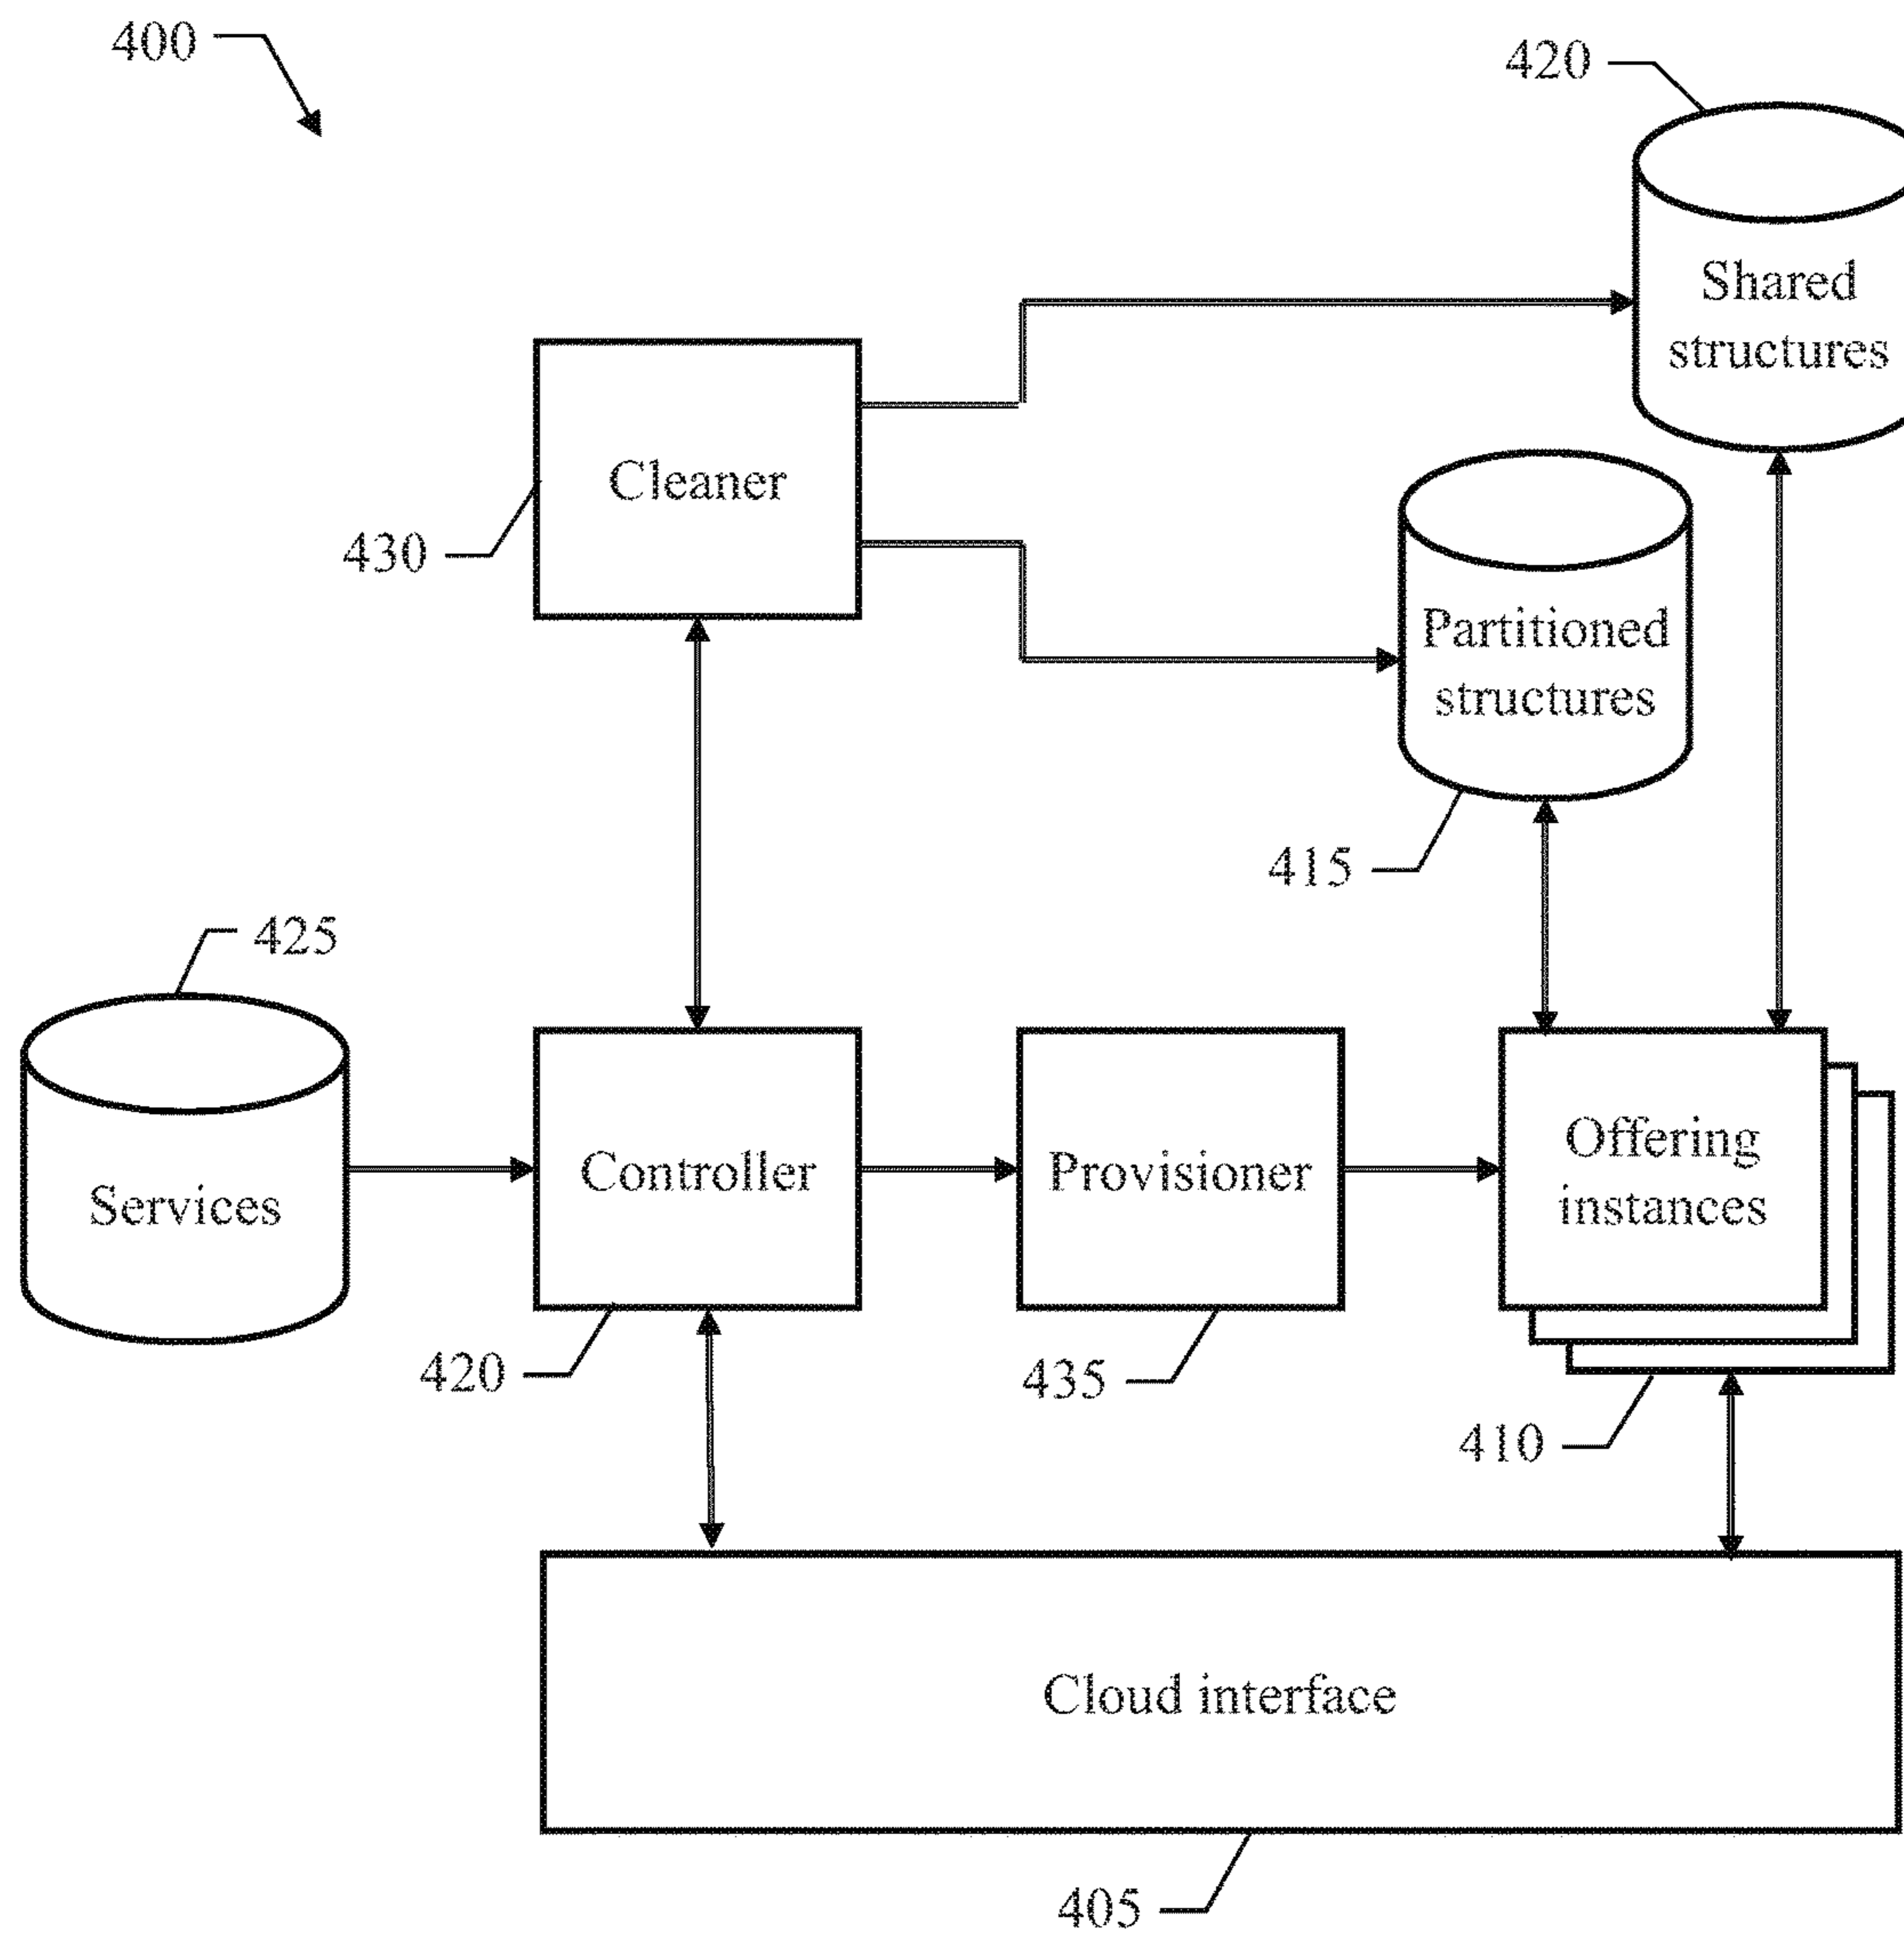 400
420
Shared
structures
Cleaner
430
Partitioned
structures
415
425
Services
Controller
Provisioner
Offering
instances
420
435
410
Cloud interface
405